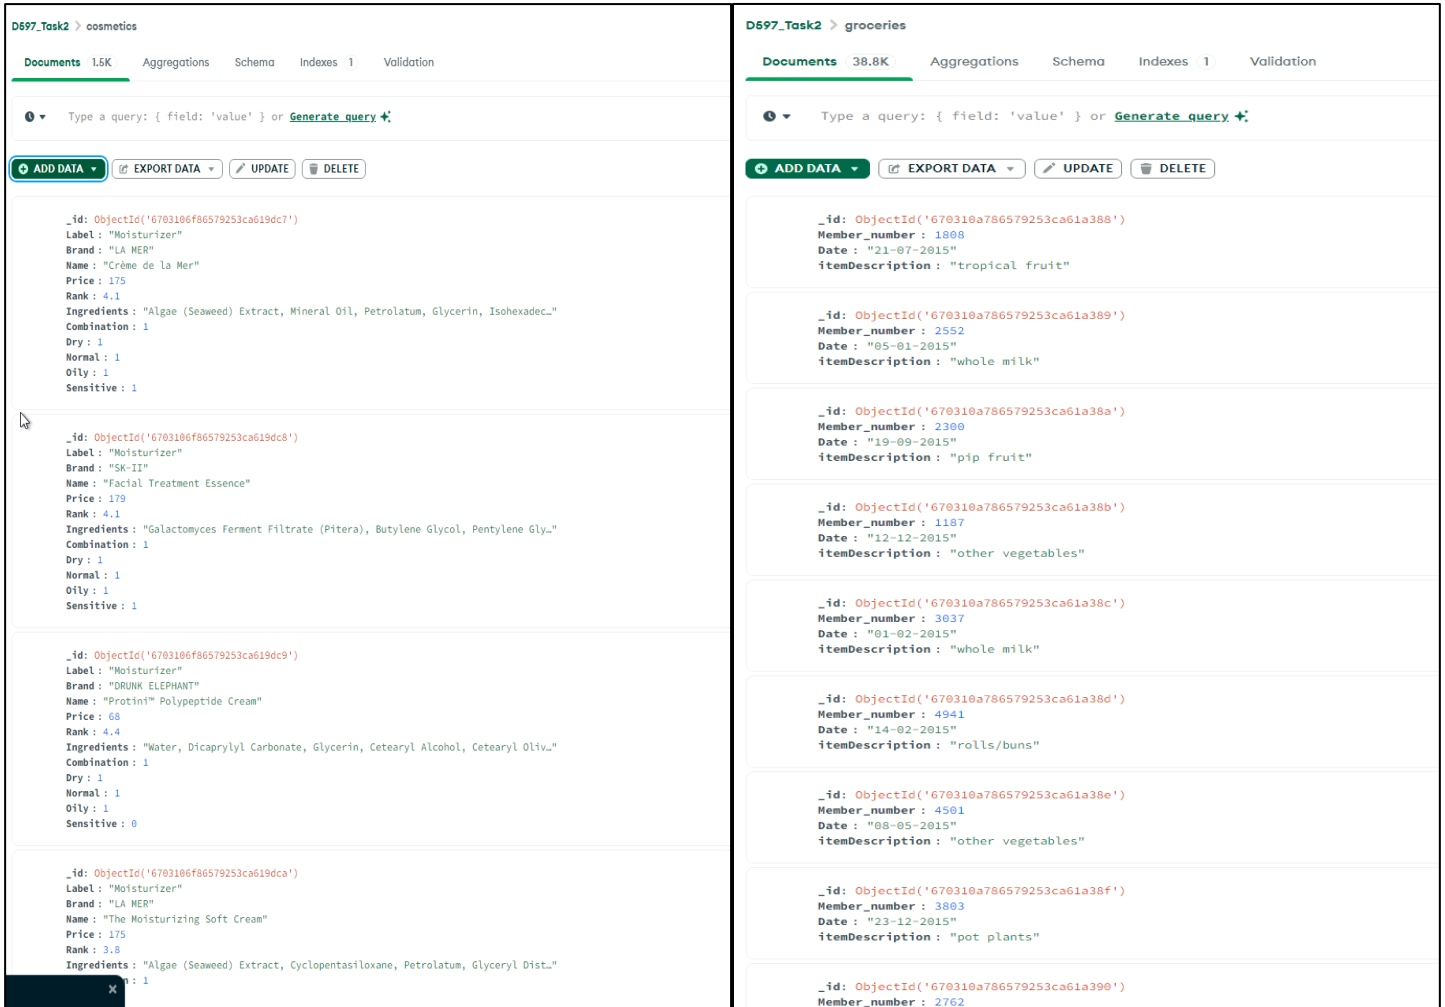 D597_Task2 > cosmetics
Documents 1.5K Aggregations Schema Indexes 1 Validation
Type a query: { field: 'value' } or Generate query
ADD DATA EXPORT DATA UPDATE DELETE
_id: ObjectId('6703106f86579253ca619dc7')
Label : "Moisturizer"
Brand : "LA MER"
Name : "Crème de la Mer"
Price : 175
Rank : 4.1
Ingredients : "Algae (Seaweed) Extract, Mineral Oil, Petrolatum, Glycerin, Isohexadec…"
Combination : 1
Dry : 1
Normal : 1
Oily : 1
Sensitive : 1
_id: ObjectId('6703106f86579253ca619dc8')
Label : "Moisturizer"
Brand : "SK-II"
Name : "Facial Treatment Essence"
Price : 179
Rank : 4.1
Ingredients : "Galactomyces Ferment Filtrate (Pitera), Butylene Glycol, Pentylene Gly…"
Combination : 1
Dry : 1
Normal : 1
Oily : 1
Sensitive : 1
_id: ObjectId('6703106f86579253ca619dc9')
Label : "Moisturizer"
Brand : "DRUNK ELEPHANT"
Name : "Protini™ Polypeptide Cream"
Price : 68
Rank : 4.4
Ingredients : "Water, Dicaprylyl Carbonate, Glycerin, Cetearyl Alcohol, Cetearyl Oliv…"
Combination : 1
Dry : 1
Normal : 1
Oily : 1
Sensitive : 0
_id: ObjectId('6703106f86579253ca619dca')
Label : "Moisturizer"
Brand : "LA MER"
Name : "The Moisturizing Soft Cream"
Price : 175
Rank : 3.8
Ingredients : "Algae (Seaweed) Extract, Cyclopentasiloxane, Petrolatum, Glyceryl Dist…"
n : 1
D597_Task2 > groceries
Documents 38.8K Aggregations Schema Indexes 1 Validation
Type a query: { field: 'value' } or Generate query
ADD DATA EXPORT DATA UPDATE DELETE
_id: ObjectId('670310a786579253ca61a388')
Member_number : 1808
Date : "21-07-2015"
itemDescription : "tropical fruit"
_id: ObjectId('670310a786579253ca61a389')
Member_number : 2552
Date : "05-01-2015"
itemDescription : "whole milk"
_id: ObjectId('670310a786579253ca61a38a')
Member_number : 2300
Date : "19-09-2015"
itemDescription : "pip fruit"
_id: ObjectId('670310a786579253ca61a38b')
Member_number : 1187
Date : "12-12-2015"
itemDescription : "other vegetables"
_id: ObjectId('670310a786579253ca61a38c')
Member_number : 3037
Date : "01-02-2015"
itemDescription : "whole milk"
_id: ObjectId('670310a786579253ca61a38d')
Member_number : 4941
Date : "14-02-2015"
itemDescription : "rolls/buns"
_id: ObjectId('670310a786579253ca61a38e')
Member_number : 4501
Date : "08-05-2015"
itemDescription : "other vegetables"
_id: ObjectId('670310a786579253ca61a38f')
Member_number : 3803
Date : "23-12-2015"
itemDescription : "pot plants"
_id: ObjectId('670310a786579253ca61a390')
Member_number : 2762